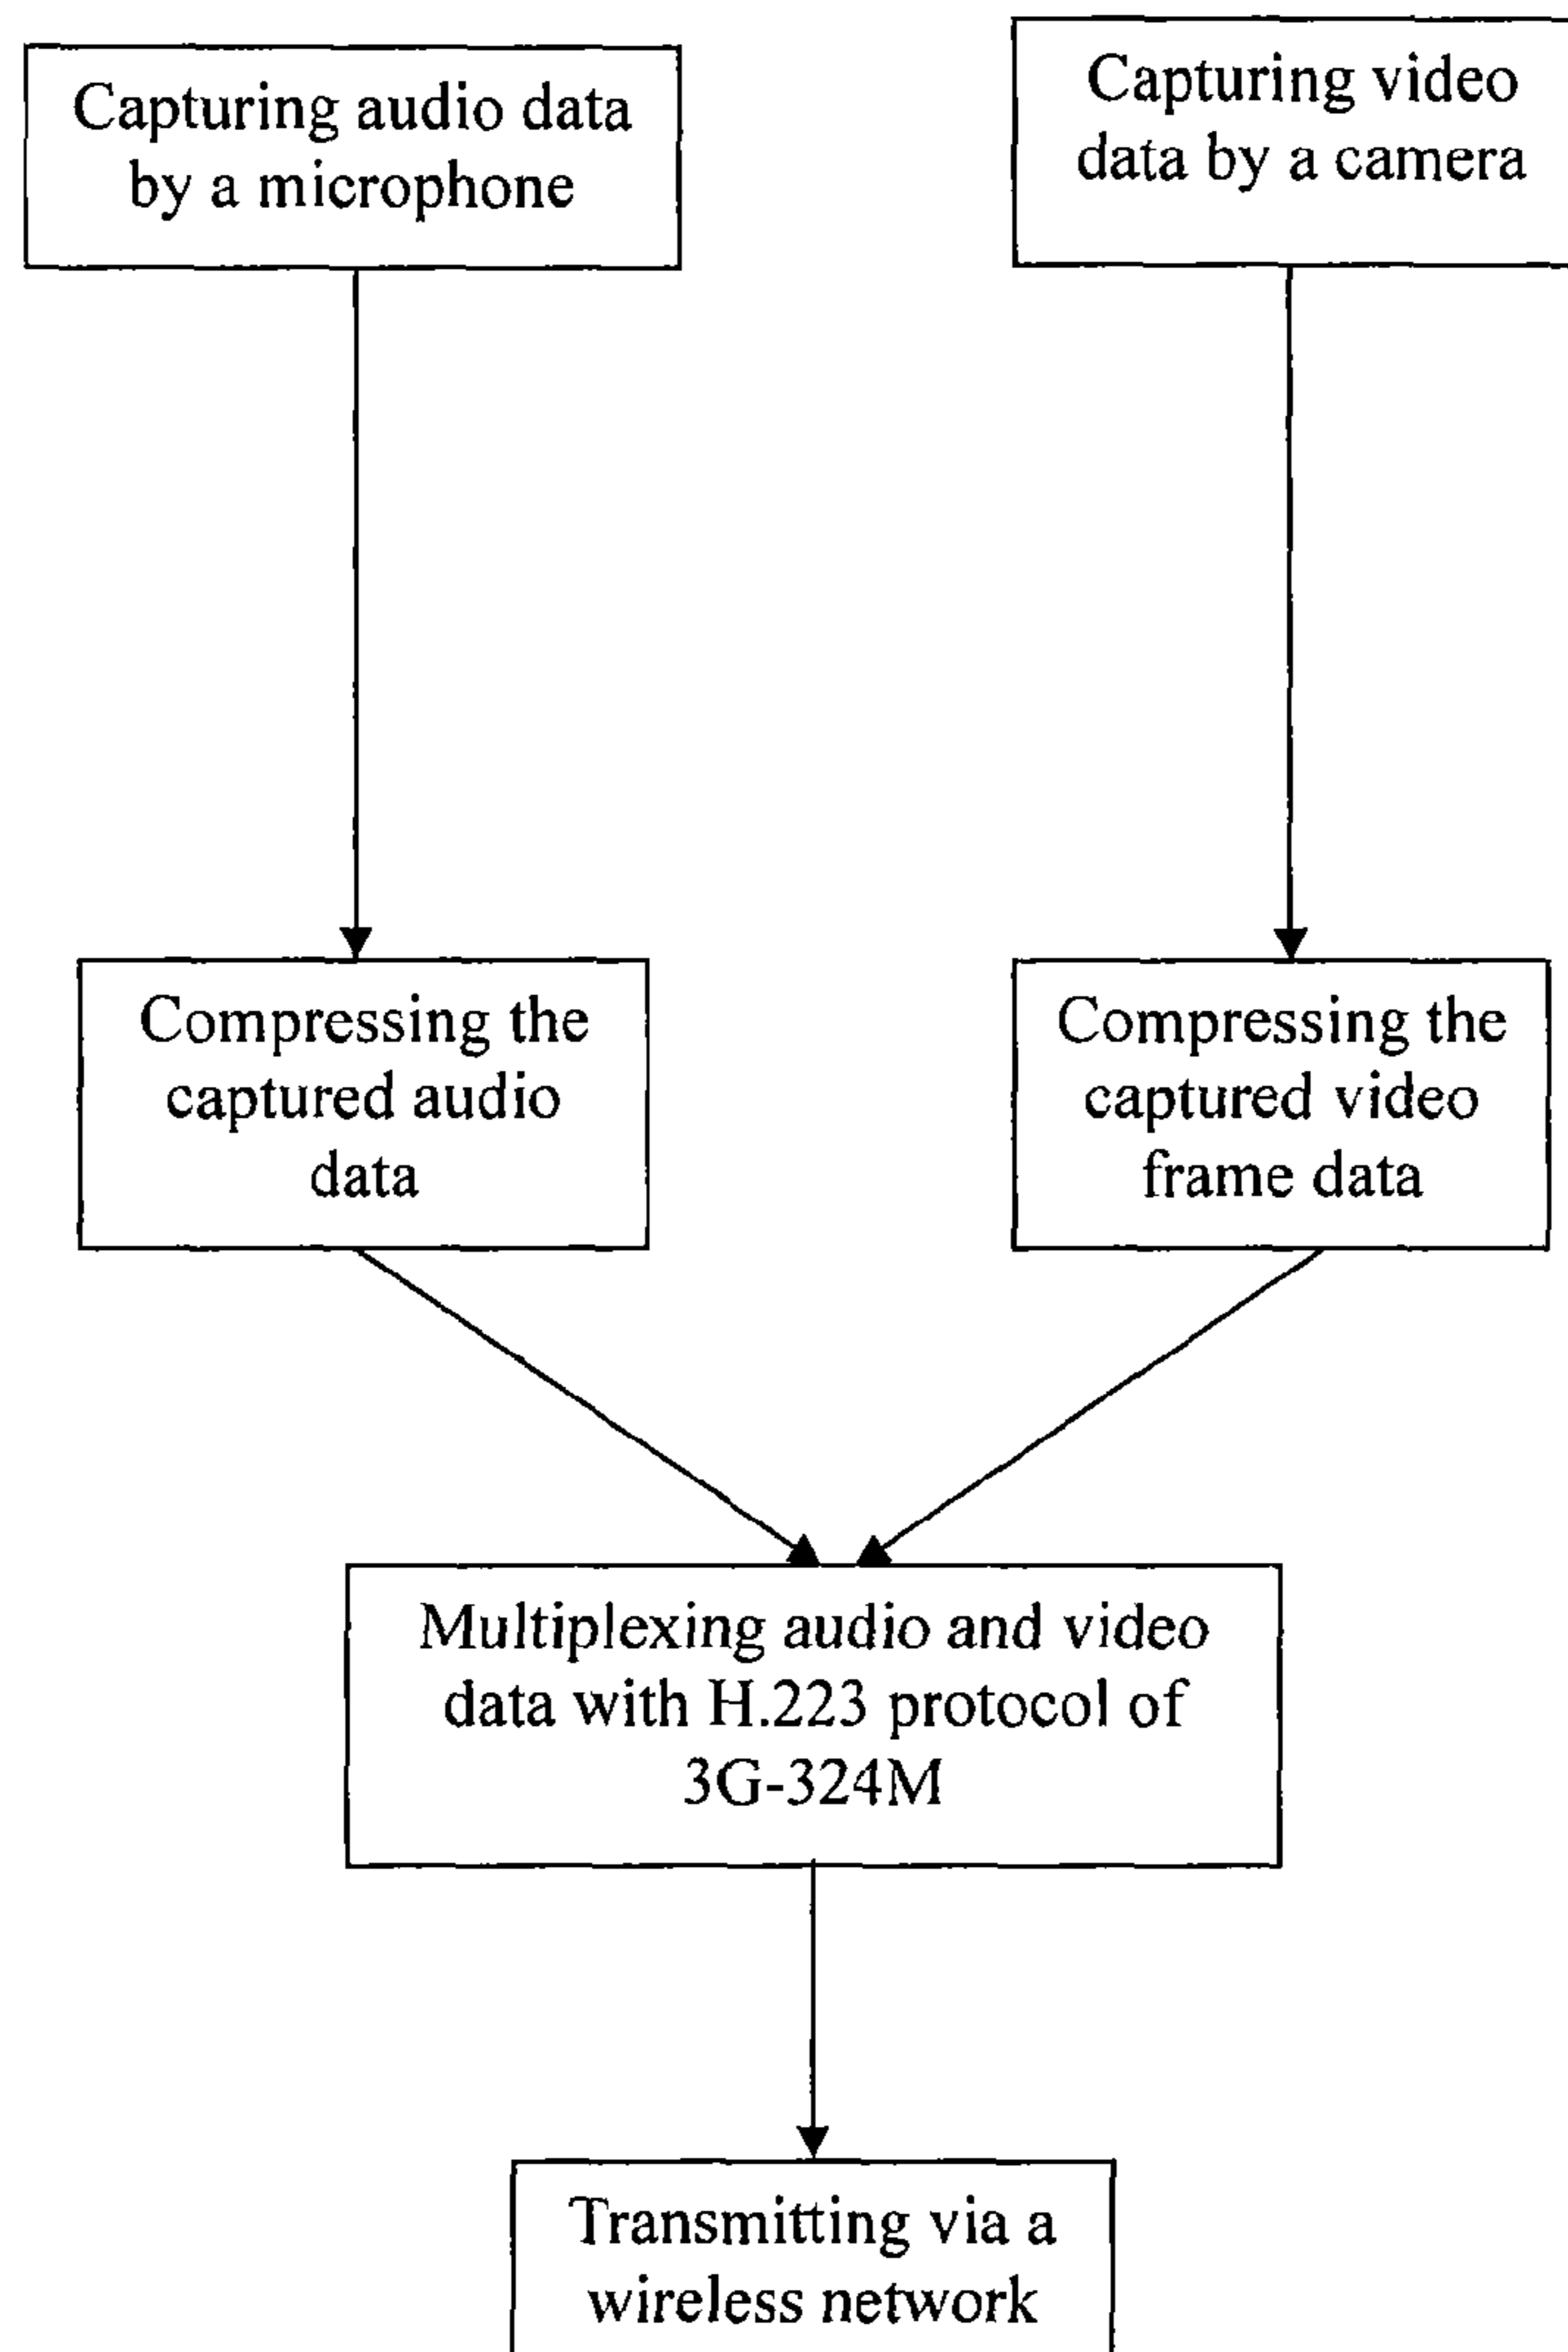 Capturing audio data
by a microphone
Capturing video
data by a camera
Compressing the
captured audio
data
Compressing the
captured video
frame data
Multiplexing audio and video
data with H.223 protocol of
3G-324M
Transmitting via a
wireless network